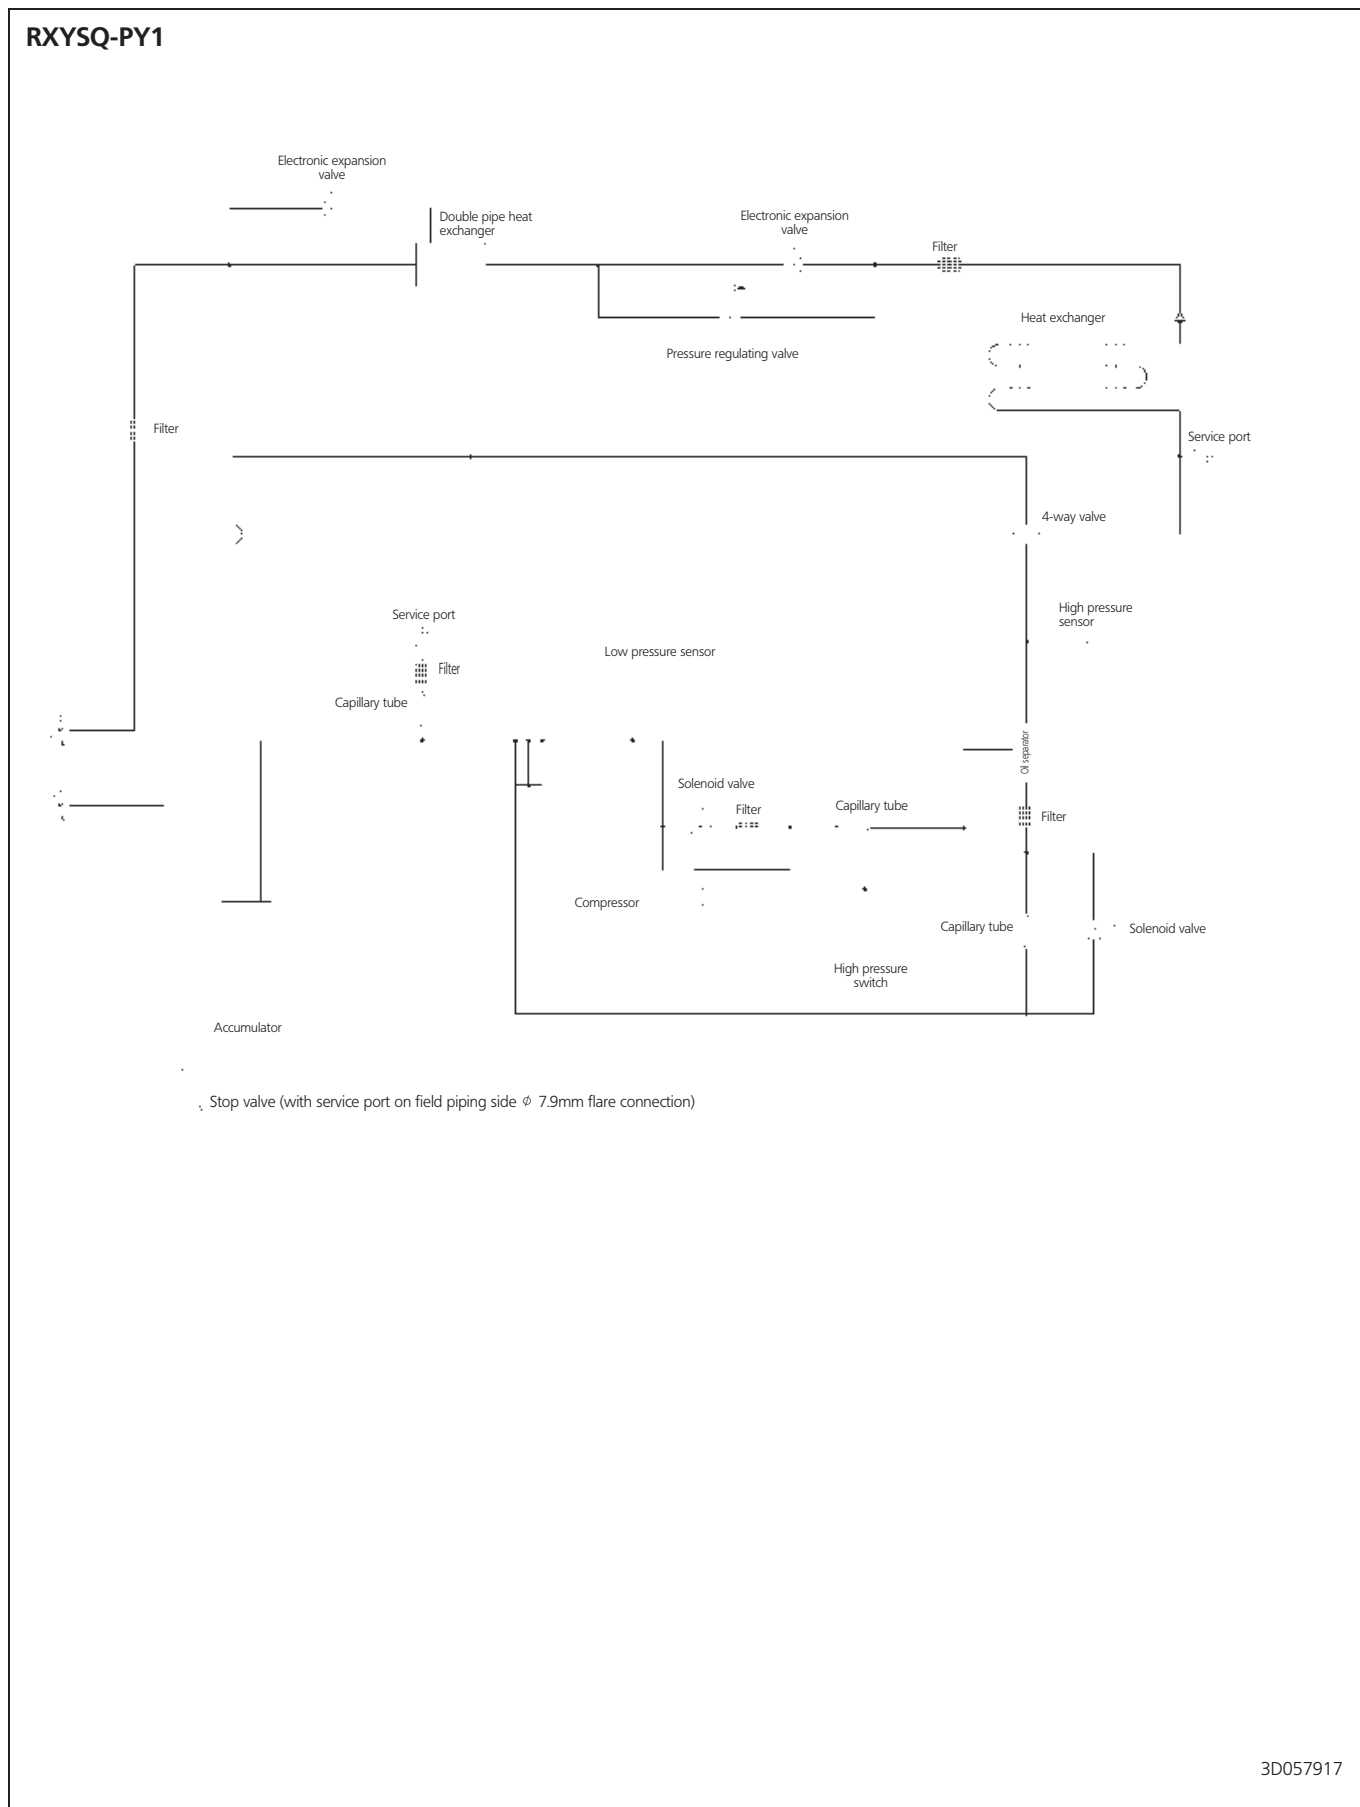 RXYSQ-PY1
Electronic expansion
valve
Double pipe heat
exchanger
Electronic expansion
valve
Filter
Heat exchanger
Pressure regulating valve
Filter
Service port
4-way valve
High pressure
sensor
Service port
Low pressure sensor
Filter
Capillary tube
Oil separator
Solenoid valve
Filter
Capillary tube
Filter
Compressor
Capillary tube
Solenoid valve
High pressure
switch
Accumulator
Stop valve (with service port on field piping side ϕ 7.9mm flare connection)
3D057917